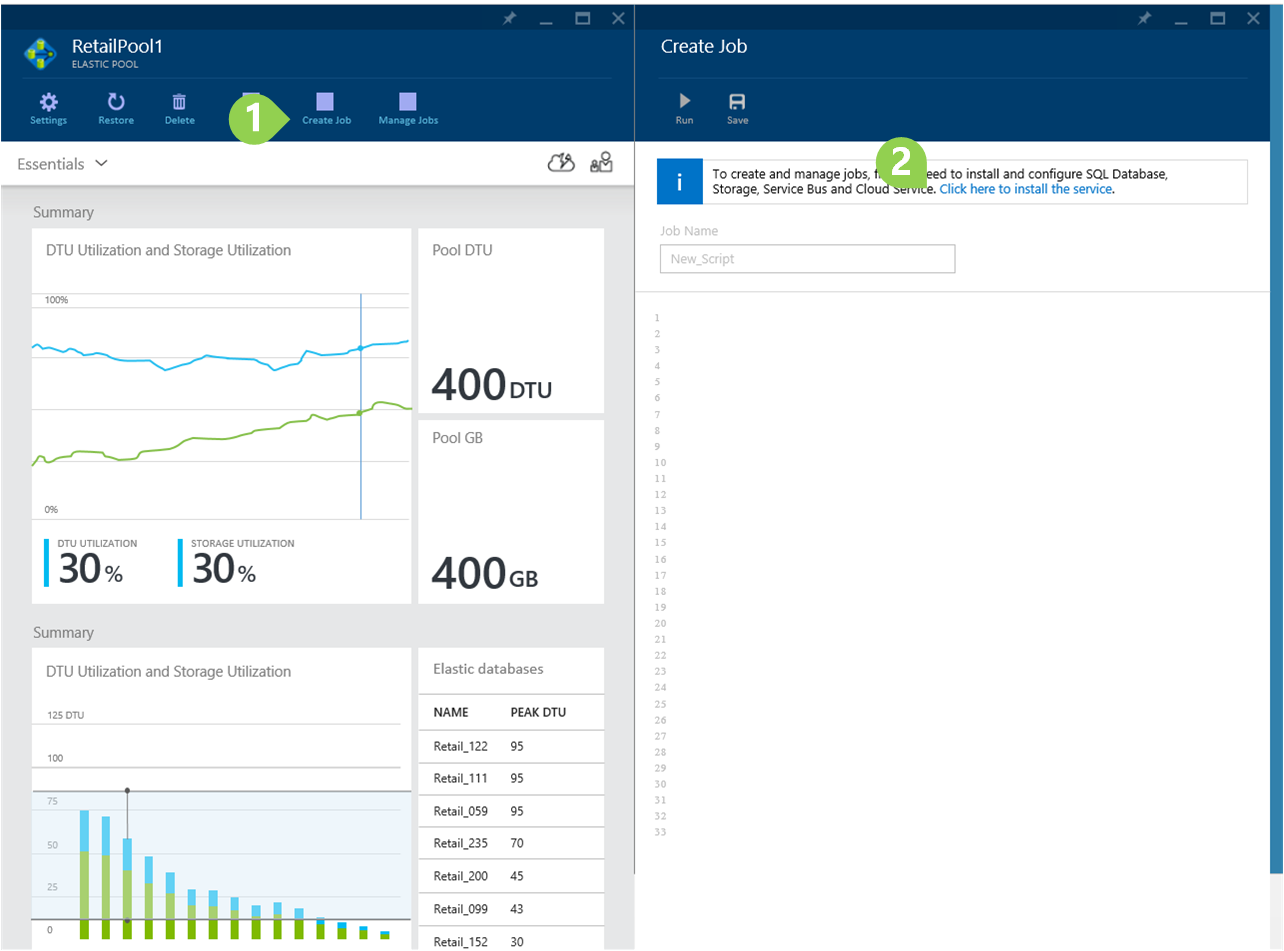 RetailPool1
ELASTIC POOL
Settings
Restore
Delete
1
Create Job
Manage Jobs
Essentials
Summary
DTU Utilization and Storage Utilization
100%
0%
DTU UTILIZATION
30 %
STORAGE UTILIZATION
30 %
Pool DTU
400 DTU
Pool GB
400 GB
Summary
DTU Utilization and Storage Utilization
125 DTU
100
75
50
25
0
Elastic databases
NAME PEAK DTU
Retail_122 95
Retail_111 95
Retail_059 95
Retail_235 70
Retail_200 45
Retail_099 43
Retail_152 30
Create Job
Run
Save
2
i
To create and manage jobs, need to install and configure SQL Database,
Storage, Service Bus and Cloud Service. Click here to install the service.
Job Name
New_Script
1
2
3
4
5
6
7
8
9
10
11
12
13
14
15
16
17
18
19
20
21
22
23
24
25
26
27
28
29
30
31
32
33